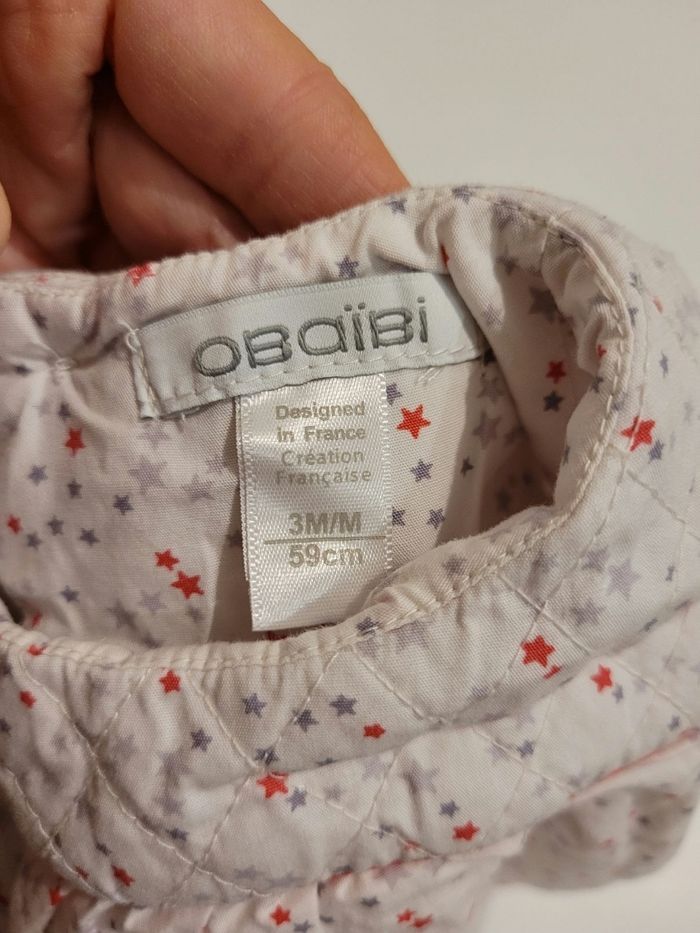 OBaïBi
Designed
in France
Création
Française
3M/M
59cm